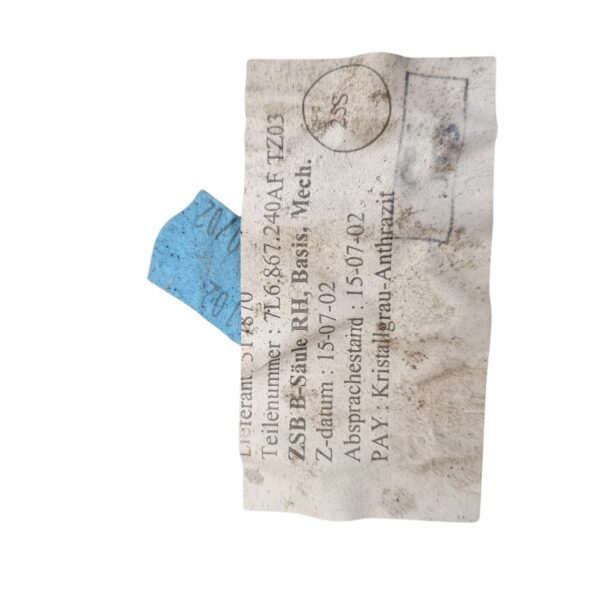 Lieferant
Teilenummer : 7L6.867.240AF TZ03
ZSB B-Säule RH, Basis, Mech.
Z-datum : 15-07-02
Absprachestand : 15-07-02
PAY : Kristallgrau-Anthrazit